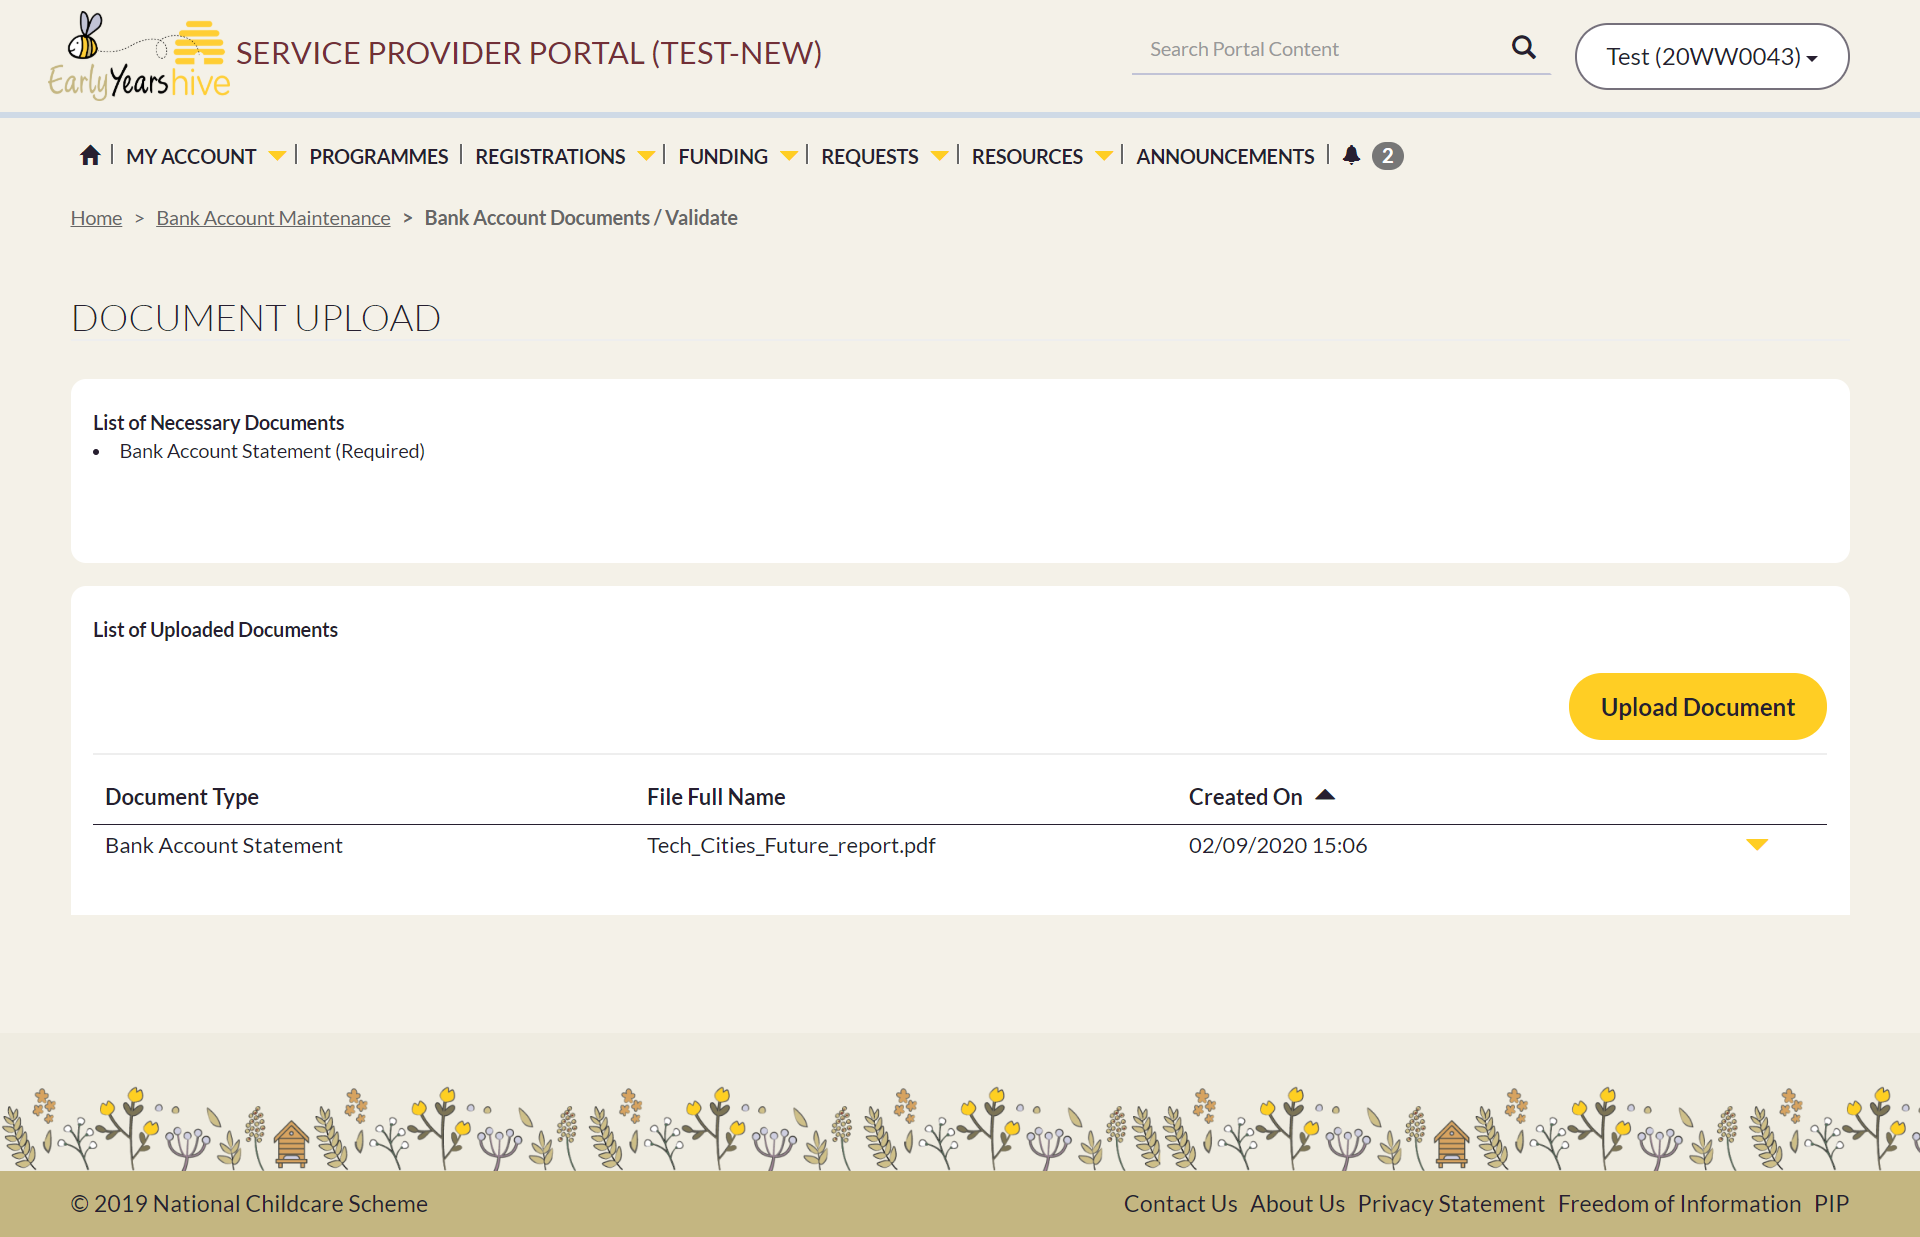 Early Years hive SERVICE PROVIDER PORTAL (TEST-NEW) Search Portal Content Test (20WW0043)
MY ACCOUNT PROGRAMMES REGISTRATIONS FUNDING REQUESTS RESOURCES ANNOUNCEMENTS 2
Home > Bank Account Maintenance > Bank Account Documents / Validate
DOCUMENT UPLOAD
List of Necessary Documents
• Bank Account Statement (Required)
List of Uploaded Documents
Upload Document
Document Type File Full Name Created On
Bank Account Statement Tech_Cities_Future_report.pdf 02/09/2020 15:06
© 2019 National Childcare Scheme Contact Us About Us Privacy Statement Freedom of Information PIP